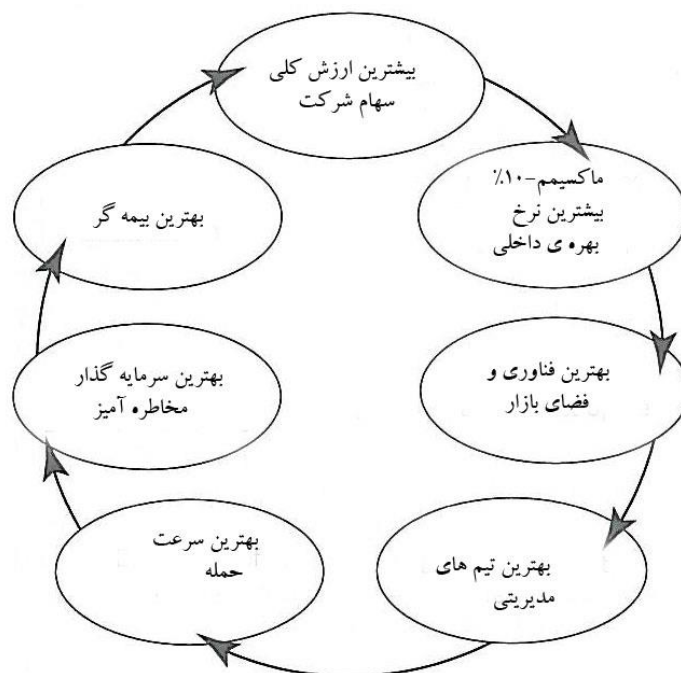 بیشترین ارزش کلی
سهام شرکت
ماکسیمم-۱۰٪
بیشترین نرخ
بهره ی داخلی
بهترین فناوری و
فضای بازار
بهترین تیم های
مدیریتی
بهترین سرعت
حمله
بهترین سرمایه گذار
مخاطره آمیز
بهترین بیمه گر